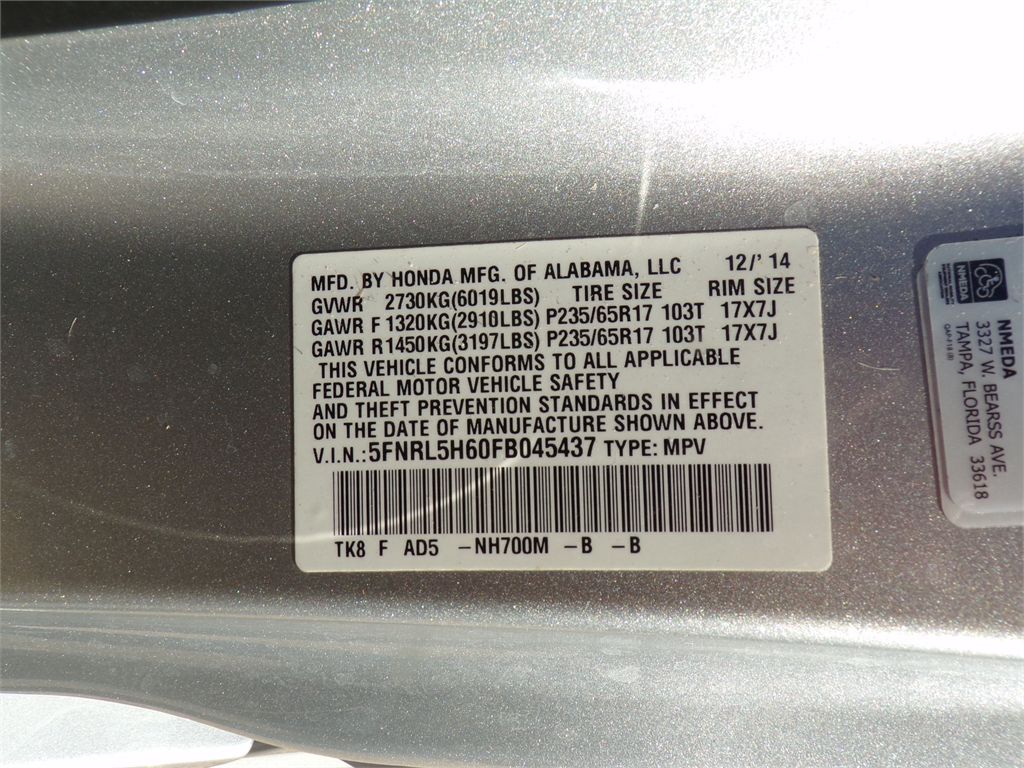 MFD. BY HONDA MFG. OF ALABAMA, LLC 12/'14
GVWR 2730KG(6019LBS) TIRE SIZE RIM SIZE
GAWR F 1320KG(2910LBS) P235/65R17 103T 17X7J
GAWR R1450KG(3197LBS) P235/65R17 103T 17X7J
THIS VEHICLE CONFORMS TO ALL APPLICABLE
FEDERAL MOTOR VEHICLE SAFETY
AND THEFT PREVENTION STANDARDS IN EFFECT
ON THE DATE OF MANUFACTURE SHOWN ABOVE.
V.I.N.:5FNRL5H60FB045437 TYPE: MPV
TK8 F AD5 -NH700M -B -B
NMEDA
NMEDA
3327 W. BEARSS AVE.
TAMPA, FLORIDA 33618